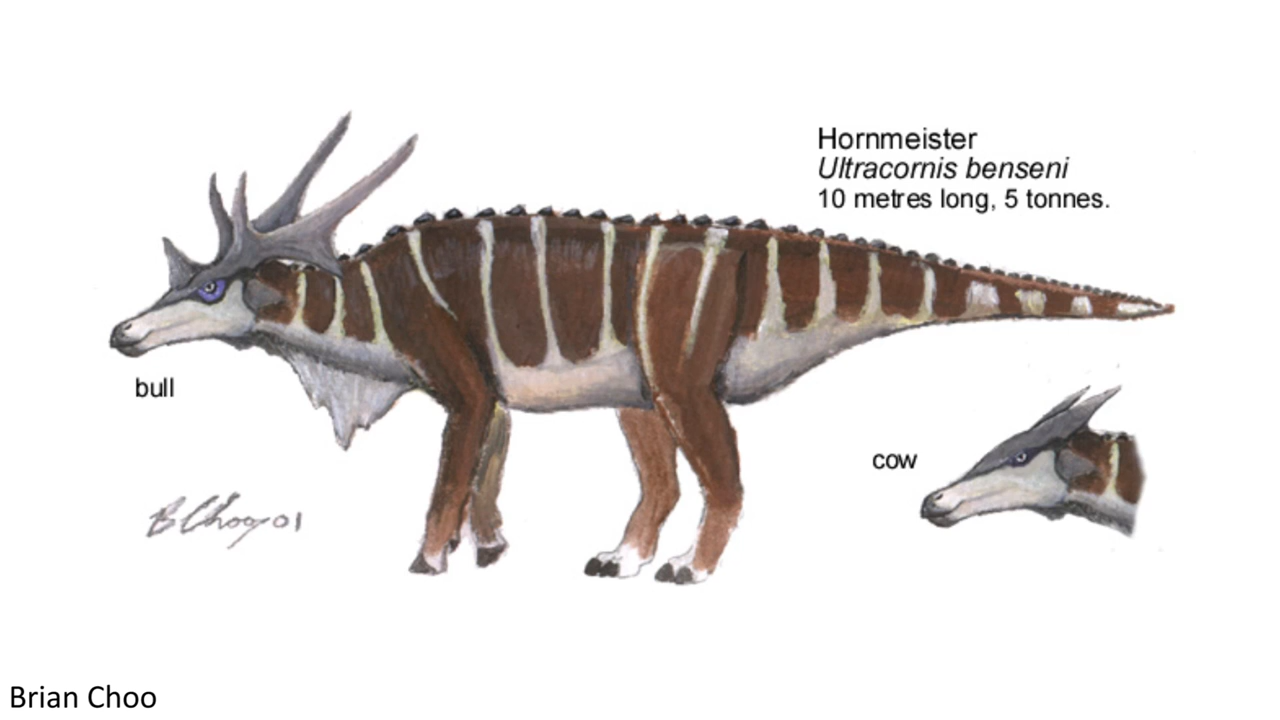 Hornmeister
Ultracornis benseni
10 metres long, 5 tonnes.
bull
cow
B Choo 01
Brian Choo